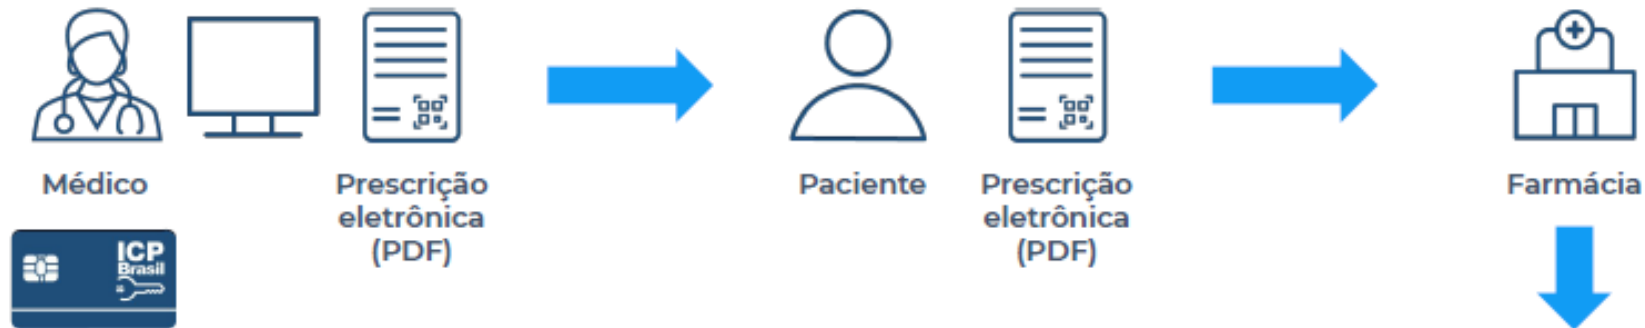 Médico
Prescrição
eletrônica
(PDF)
Paciente
Prescrição
eletrônica
(PDF)
Farmácia
ICP
Brasil